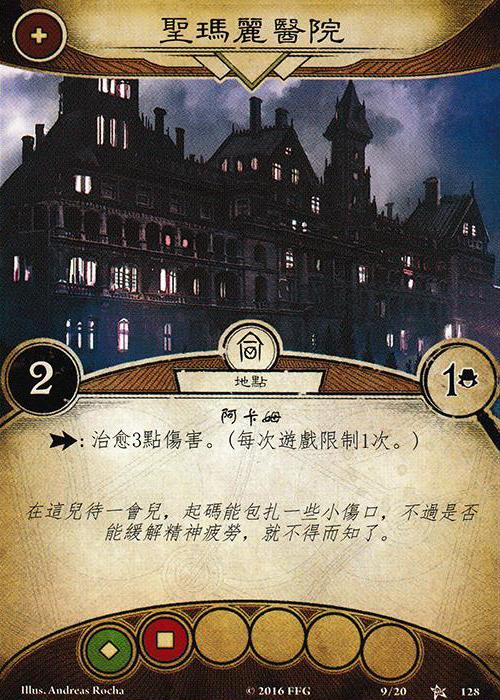 聖瑪麗醫院
2
地點
1
阿卡姆
: 治愈3點傷害。(每次遊戲限制1次。)
在這兒待一會兒，起碼能包扎一些小傷口，不過是否
能緩解精神疲勞，就不得而知了。
Illus. Andreas Rocha © 2016 FFG 9/20 128